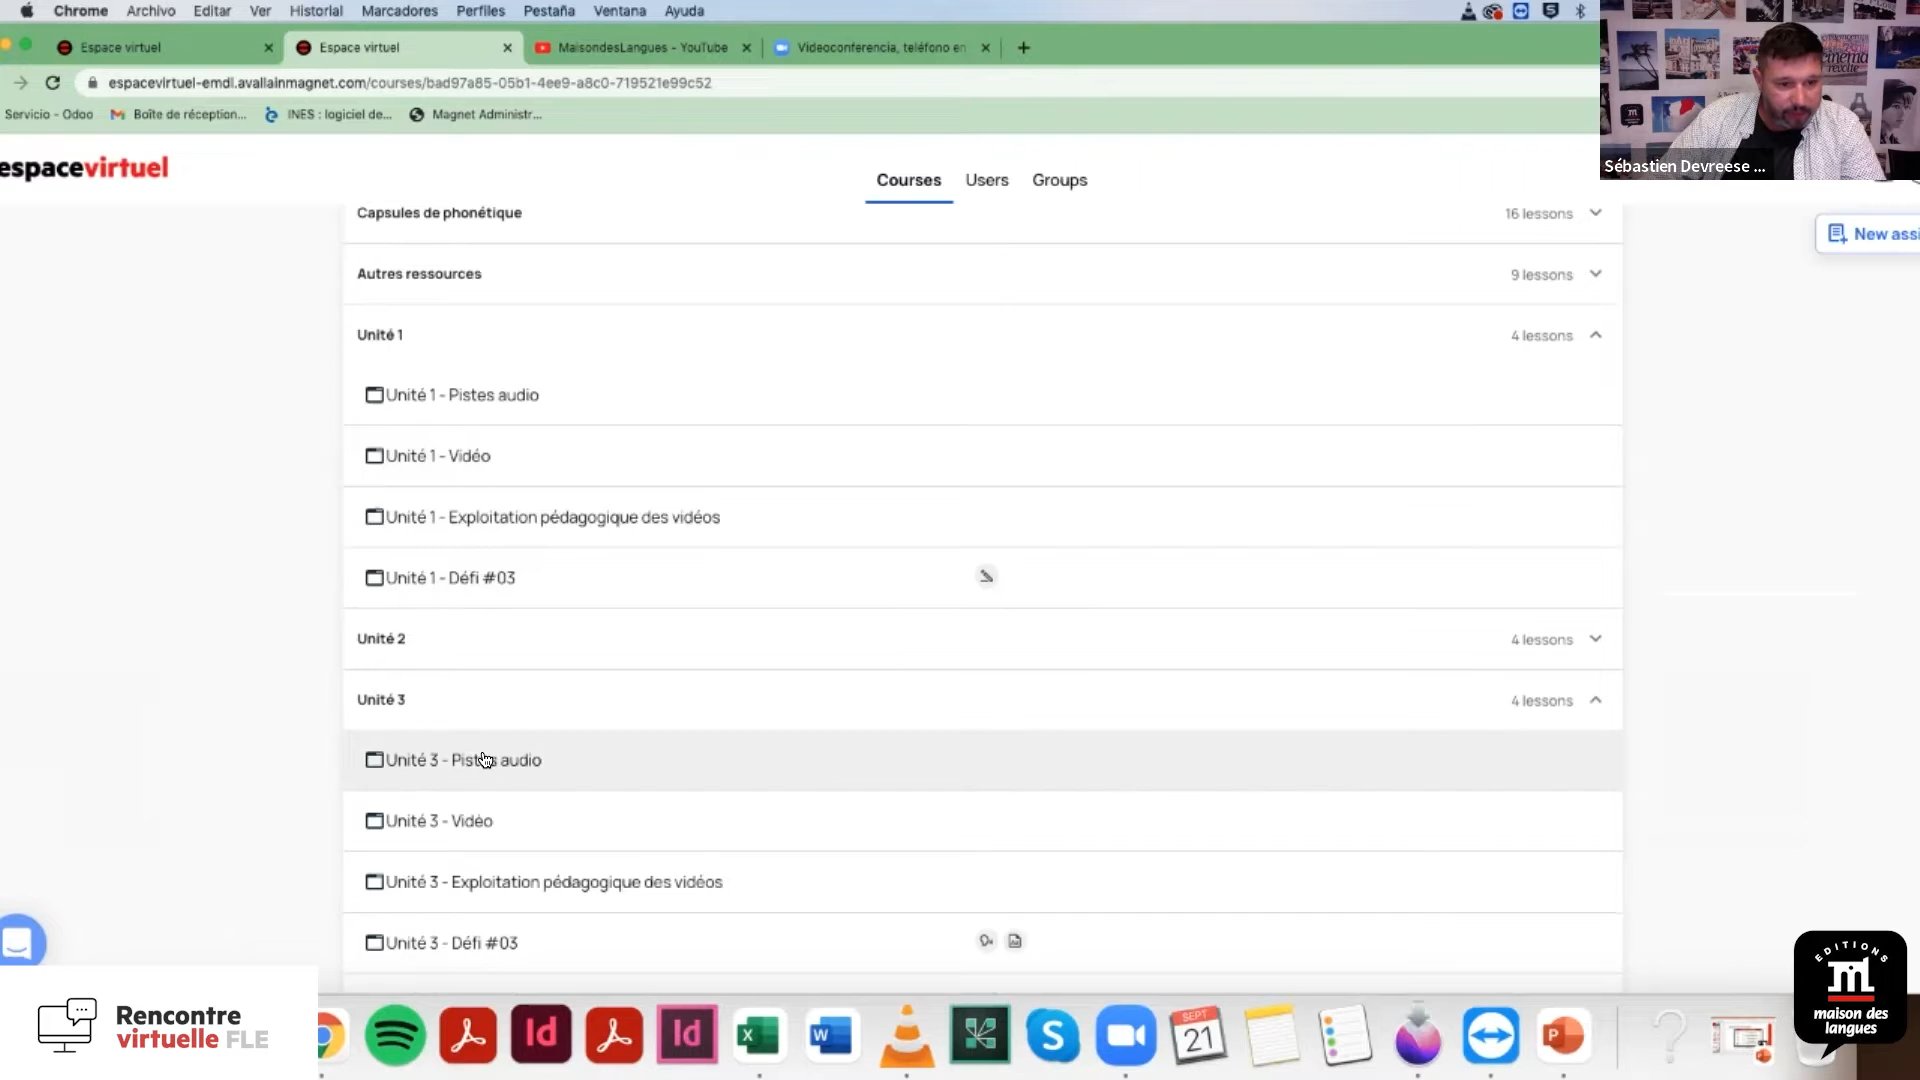 Chrome Archivo Editar Ver Historial Marcadores Perfiles Pestaña Ventana Ayuda
Espace virtuel
Espace virtuel
MaisondesLangues - YouTube
Videoconferencia, teléfono en
espacevirtuel-emdl.avallainmagnet.com/courses/bad97a85-05b1-4ee9-a8c0-719521e99c52
Servicio - Odoo
Boîte de réception...
INES : logiciel de...
Magnet Administr...
Sébastien Devreese ...
espacevirtuel
Courses Users Groups
New assi
Capsules de phonétique 16 lessons
Autres ressources 9 lessons
Unité 1 4 lessons
Unité 1 - Pistes audio
Unité 1 - Vidéo
Unité 1 - Exploitation pédagogique des vidéos
Unité 1 - Défi #03
Unité 2 4 lessons
Unité 3 4 lessons
Unité 3 - Pistes audio
Unité 3 - Vidéo
Unité 3 - Exploitation pédagogique des vidéos
Unité 3 - Défi #03
Rencontre
virtuelle FLE
Id
Id
X
W
S
SEPT
21
P
EDITIONS
maison des
langues